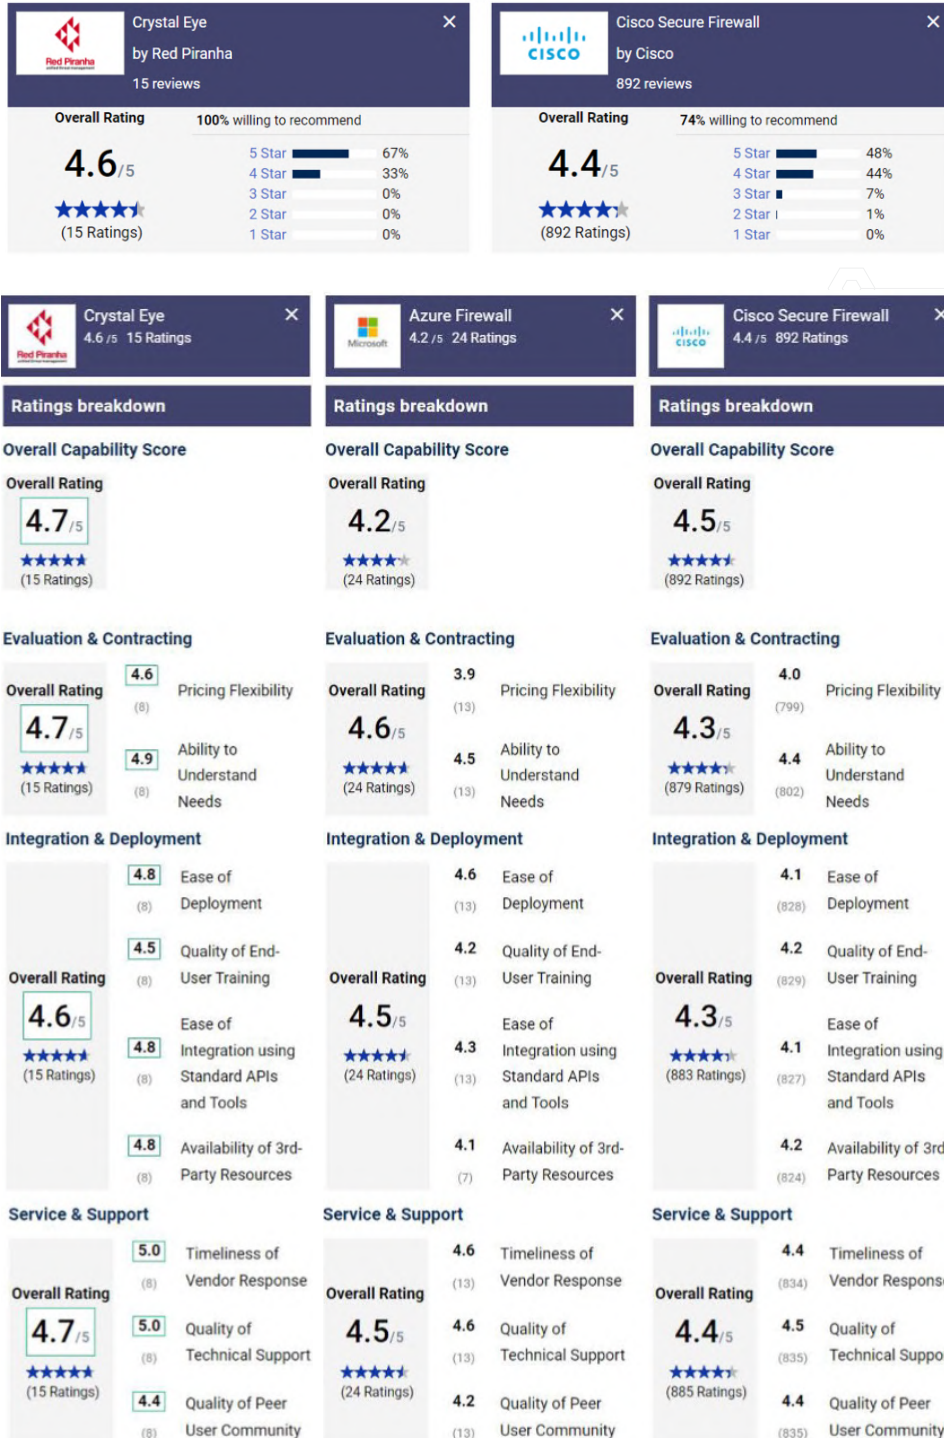 Crystal Eye
by Red Piranha
15 reviews
Red Piranha
Overall Rating
100% willing to recommend
4.6/5
(15 Ratings)
5 Star 67%
4 Star 33%
3 Star 0%
2 Star 0%
1 Star 0%
Cisco Secure Firewall
by Cisco
892 reviews
CISCO
Overall Rating
74% willing to recommend
4.4/5
(892 Ratings)
5 Star 48%
4 Star 44%
3 Star 7%
2 Star 1%
1 Star 0%
Red Piranha
Crystal Eye
4.6 /5 15 Ratings
Ratings breakdown
Overall Capability Score
Overall Rating
4.7/5
(15 Ratings)
Evaluation & Contracting
Overall Rating
4.7/5
(15 Ratings)
4.6
(8)
Pricing Flexibility
4.9
(8)
Ability to
Understand
Needs
Integration & Deployment
Overall Rating
4.6/5
(15 Ratings)
4.8
(8)
Ease of
Deployment
4.5
(8)
Quality of End-
User Training
4.8
(8)
Ease of
Integration using
Standard APIs
and Tools
4.8
(8)
Availability of 3rd-
Party Resources
Service & Support
Overall Rating
4.7/5
(15 Ratings)
5.0
(8)
Timeliness of
Vendor Response
5.0
(8)
Quality of
Technical Support
4.4
(8)
Quality of Peer
User Community
Microsoft
Azure Firewall
4.2 /5 24 Ratings
Ratings breakdown
Overall Capability Score
Overall Rating
4.2/5
(24 Ratings)
Evaluation & Contracting
Overall Rating
4.6/5
(24 Ratings)
3.9
(13)
Pricing Flexibility
4.5
(13)
Ability to
Understand
Needs
Integration & Deployment
Overall Rating
4.5/5
(24 Ratings)
4.6
(13)
Ease of
Deployment
4.2
(13)
Quality of End-
User Training
4.3
(13)
Ease of
Integration using
Standard APIs
and Tools
4.1
(7)
Availability of 3rd-
Party Resources
Service & Support
Overall Rating
4.5/5
(24 Ratings)
4.6
(13)
Timeliness of
Vendor Response
4.6
(13)
Quality of
Technical Support
4.2
(13)
Quality of Peer
User Community
CISCO
Cisco Secure Firewall
4.4 /5 892 Ratings
Ratings breakdown
Overall Capability Score
Overall Rating
4.5/5
(892 Ratings)
Evaluation & Contracting
Overall Rating
4.3/5
(879 Ratings)
4.0
(799)
Pricing Flexibility
4.4
(802)
Ability to
Understand
Needs
Integration & Deployment
Overall Rating
4.3/5
(883 Ratings)
4.1
(828)
Ease of
Deployment
4.2
(829)
Quality of End-
User Training
4.1
(827)
Ease of
Integration using
Standard APIs
and Tools
4.2
(824)
Availability of 3rd
Party Resources
Service & Support
Overall Rating
4.4/5
(885 Ratings)
4.4
(834)
Timeliness of
Vendor Respons
4.5
(835)
Quality of
Technical Suppo
4.4
(835)
Quality of Peer
User Community